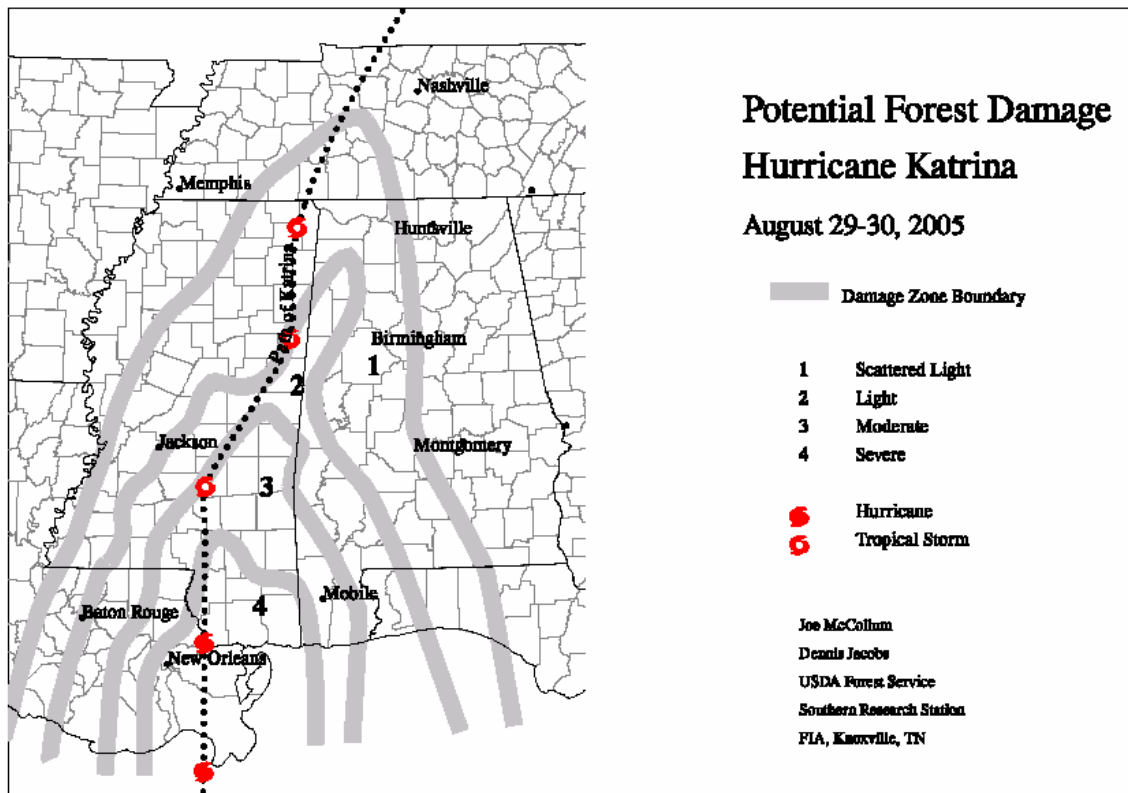 Nashville
Memphis
Huntsville
Path of Katrina
Birmingham
1
2
Jackson
Montgomery
3
4
Baton Rouge
Mobile
New Orleans
Potential Forest Damage
Hurricane Katrina
August 29-30, 2005
Damage Zone Boundary
1 Scattered Light
2 Light
3 Moderate
4 Severe
Hurricane
Tropical Storm
Joe McCollum
Dennis Jacobs
USDA Forest Service
Southern Research Station
FIA, Knoxville, TN